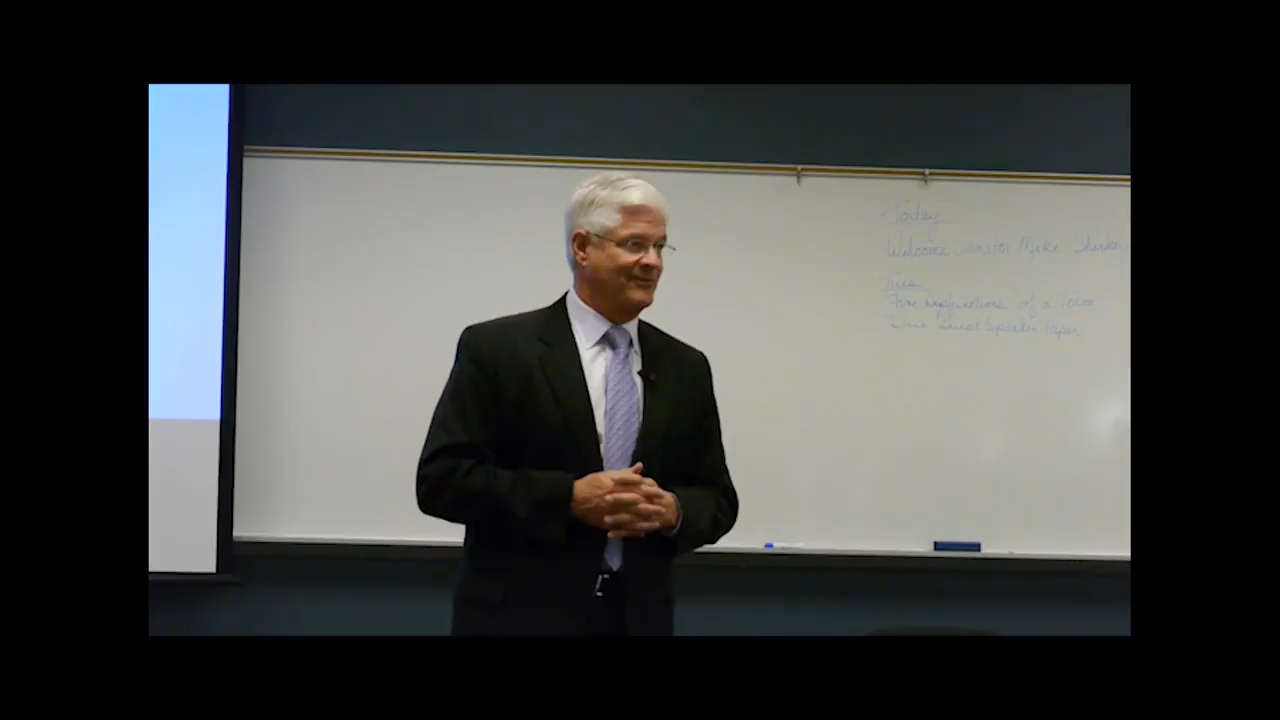 Today
Welcome Senator Mike Shirkey
Tues
Five Dysfunctions of a Team
Due Guest Speaker Paper